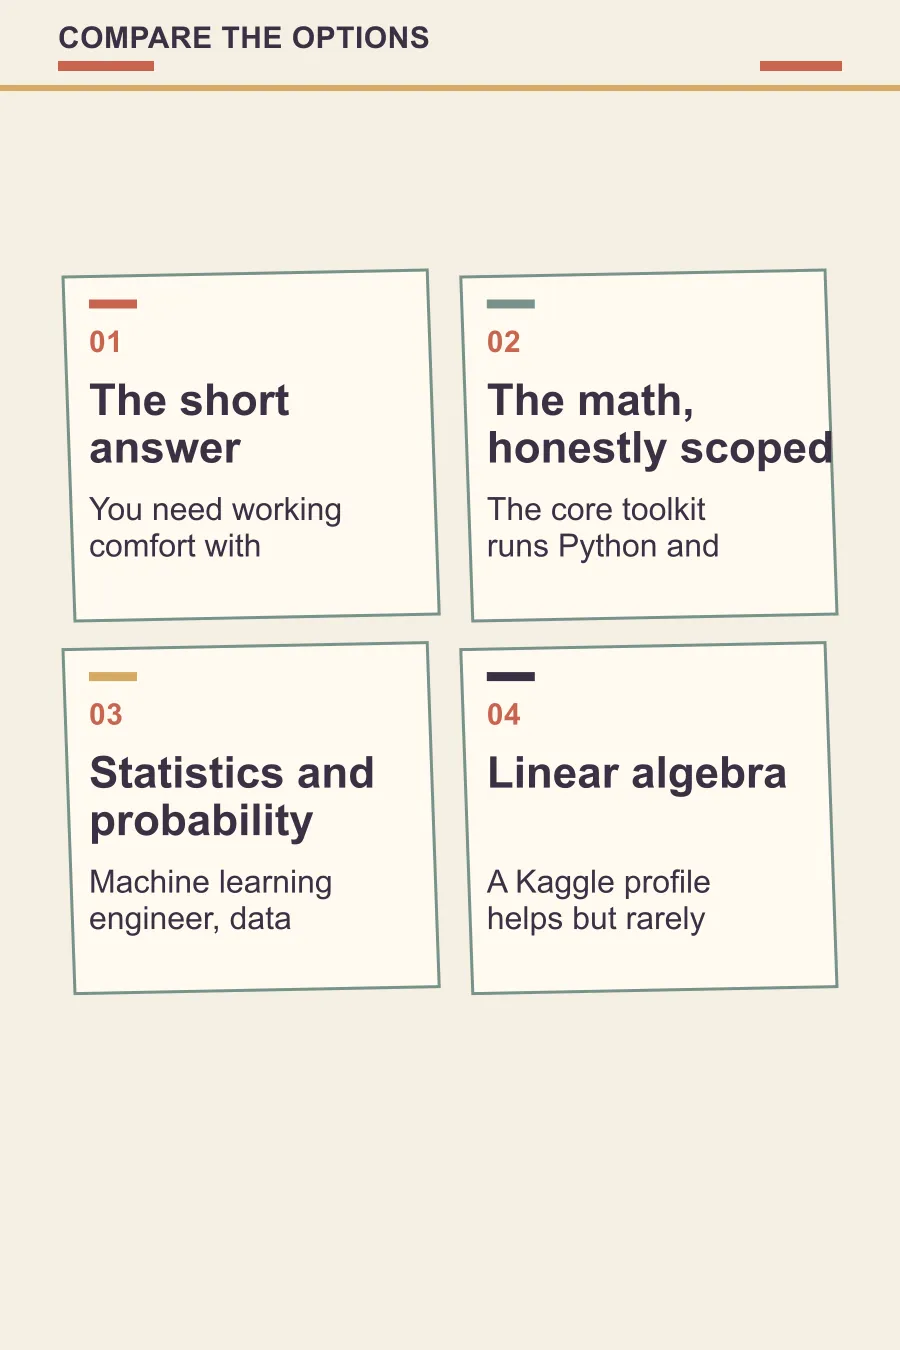 COMPARE THE OPTIONS
01
The short
answer
You need working
comfort with
02
The math,
honestly scoped
The core toolkit
runs Python and
03
Statistics and
probability
Machine learning
engineer, data
04
Linear algebra
A Kaggle profile
helps but rarely